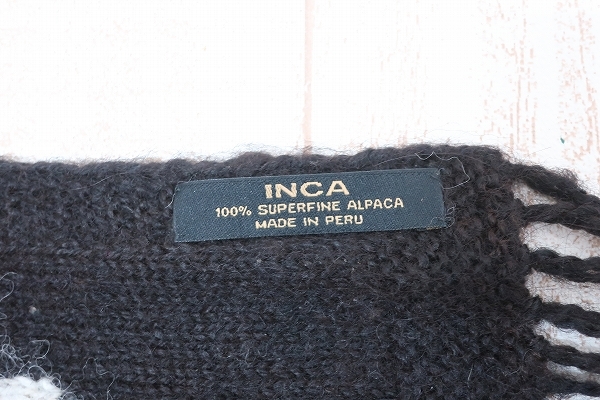 INCA
100% SUPERFINE ALPACA
MADE IN PERU